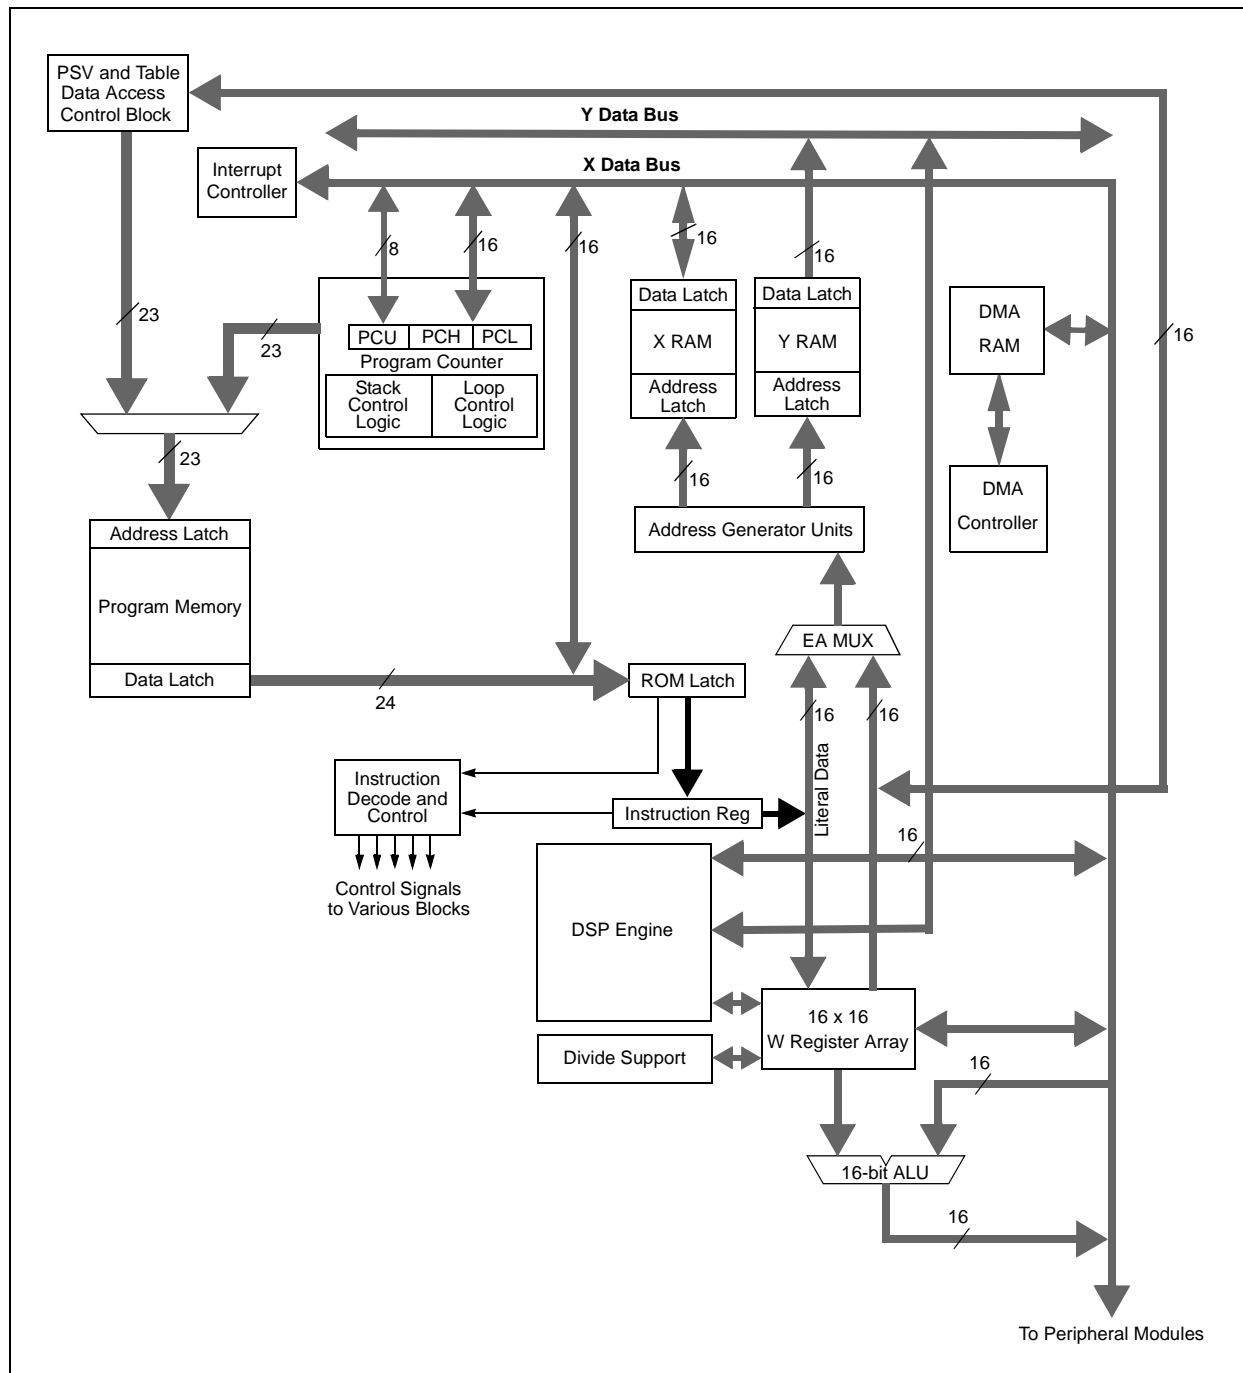 PSV and Table
Data Access
Control Block
Y Data Bus
X Data Bus
Interrupt
Controller
8
16
16
16
16
23
23
16
PCU
PCH
PCL
Program Counter
Stack
Control
Logic
Loop
Control
Logic
Data Latch
X RAM
Address
Latch
Data Latch
Y RAM
Address
Latch
DMA
RAM
23
16
16
DMA
Controller
Address Generator Units
Address Latch
Program Memory
Data Latch
24
EA MUX
ROM Latch
16
16
Literal Data
Instruction
Decode and
Control
Instruction Reg
Control Signals
to Various Blocks
16
DSP Engine
16 x 16
W Register Array
Divide Support
16
16-bit ALU
16
To Peripheral Modules